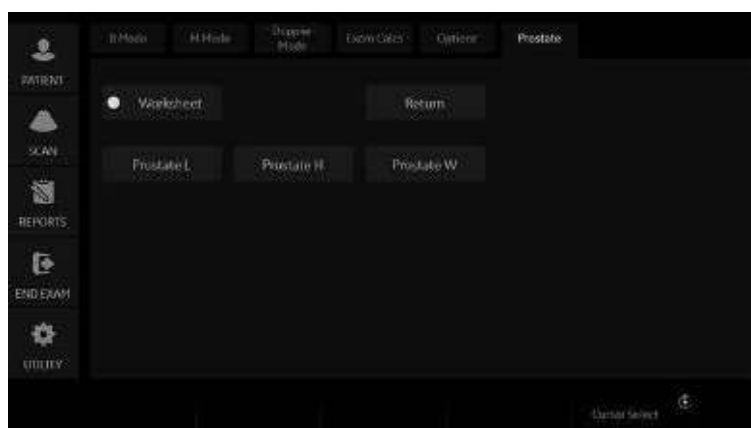 B Mode M Mode Doppler Mode Exam Calcs Options Prostate
PATIENT
Worksheet Return
SCAN
Prostate L Prostate H Prostate W
REPORTS
END EXAM
UTILITY
Cursor Select